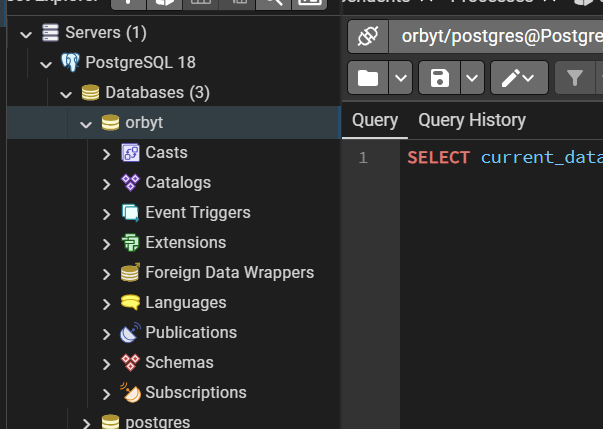 Servers (1)
PostgreSQL 18
Databases (3)
orbyt
Casts
Catalogs
Event Triggers
Extensions
Foreign Data Wrappers
Languages
Publications
Schemas
Subscriptions
postgres
orbyt/postgres@Postgre
Query Query History
1 SELECT current_data